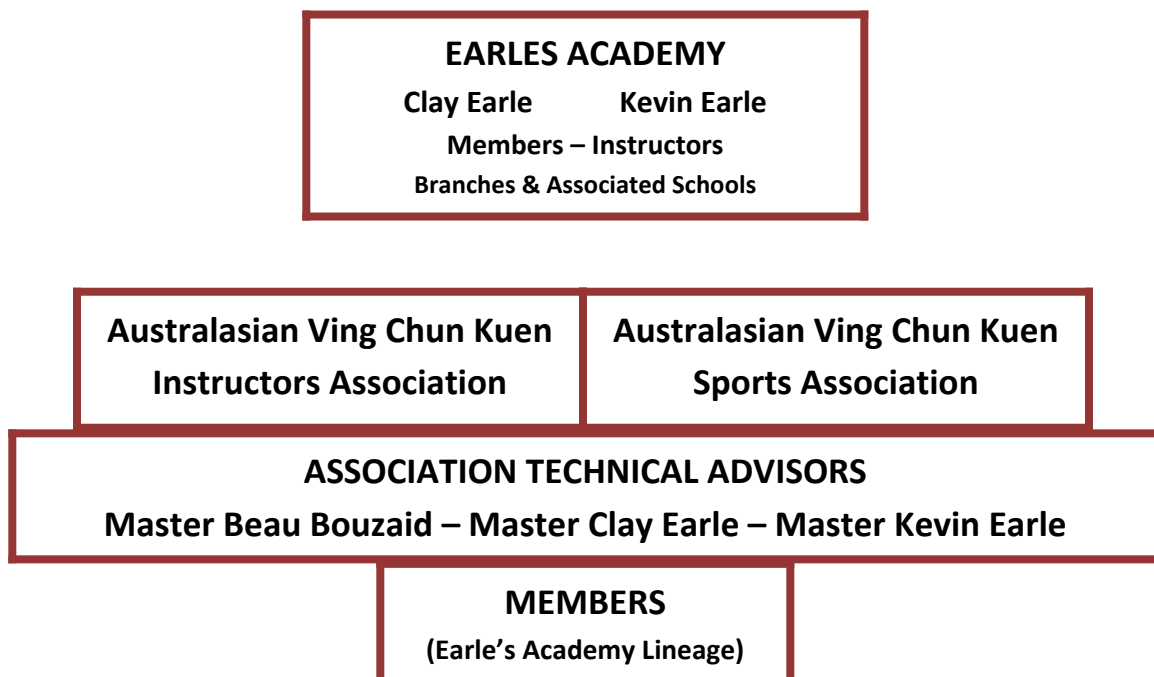 EARLES ACADEMY
Clay Earle Kevin Earle
Members – Instructors
Branches & Associated Schools
Australasian Ving Chun Kuen
Instructors Association
Australasian Ving Chun Kuen
Sports Association
ASSOCIATION TECHNICAL ADVISORS
Master Beau Bouzaid – Master Clay Earle – Master Kevin Earle
MEMBERS
(Earle’s Academy Lineage)